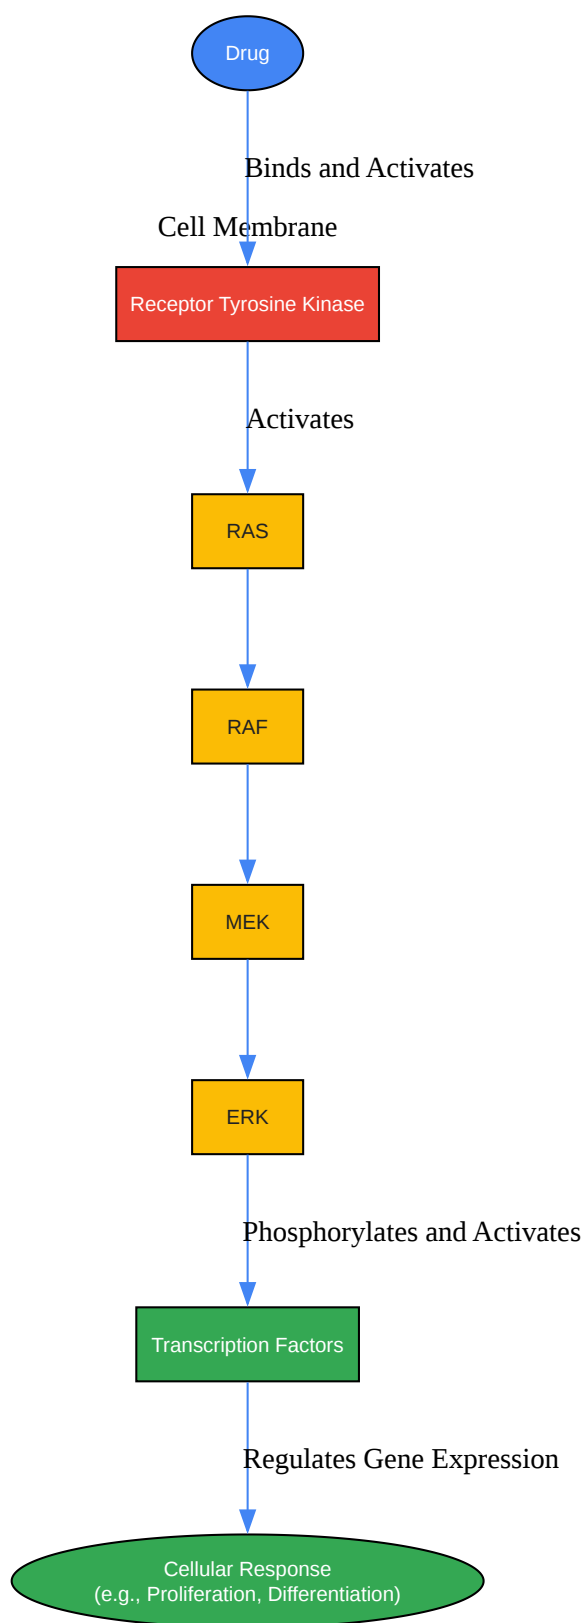 Drug
Binds and Activates
Cell Membrane
Receptor Tyrosine Kinase
Activates
RAS
RAF
MEK
ERK
Phosphorylates and Activates
Transcription Factors
Regulates Gene Expression
Cellular Response
(e.g., Proliferation, Differentiation)